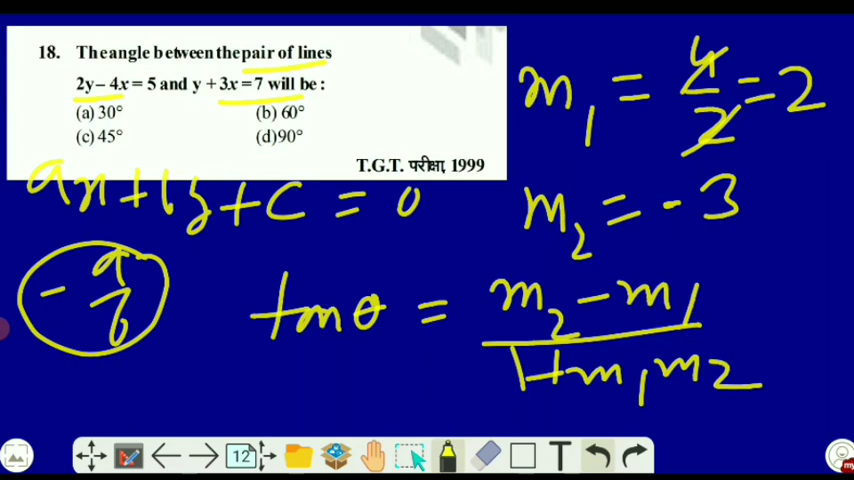 18. The angle between the pair of lines
2y – 4x = 5 and y + 3x = 7 will be :
(a) 30° (b) 60°
(c) 45° (d) 90°
T.G.T. परीक्षा, 1999
m₁ = 4/2 = 2
ax + by + c = 0
m₂ = - 3
- a/b
tanθ = m₂ - m₁ / 1+m₁m₂
12
T
my